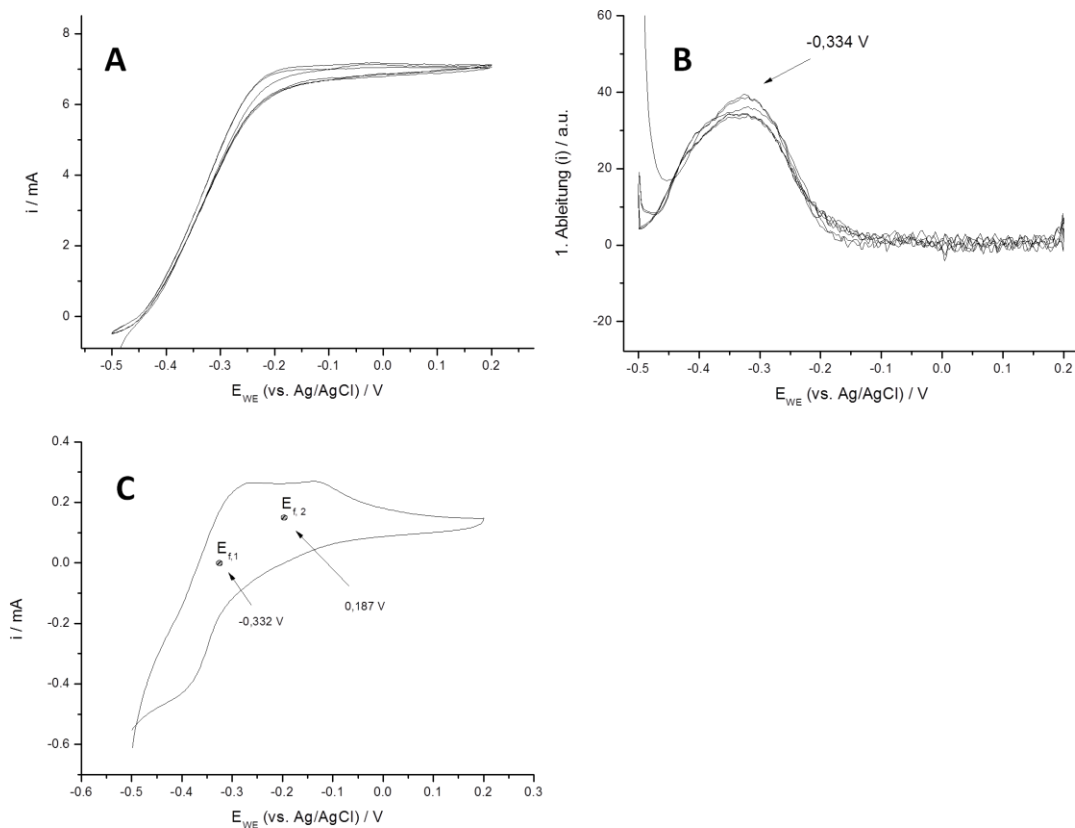 A
i / mA
8
6
4
2
0
-0.5 -0.4 -0.3 -0.2 -0.1 0.0 0.1 0.2
E_WE (vs. Ag/AgCl) / V
B
-0,334 V
1. Ableitung (i) / a.u.
60
40
20
0
-20
-0.5 -0.4 -0.3 -0.2 -0.1 0.0 0.1 0.2
E_WE (vs. Ag/AgCl) / V
C
i / mA
0.4
0.2
0.0
-0.2
-0.4
-0.6
E_f, 2
E_f,1
0,187 V
-0,332 V
-0.6 -0.5 -0.4 -0.3 -0.2 -0.1 0.0 0.1 0.2 0.3
E_WE (vs. Ag/AgCl) / V